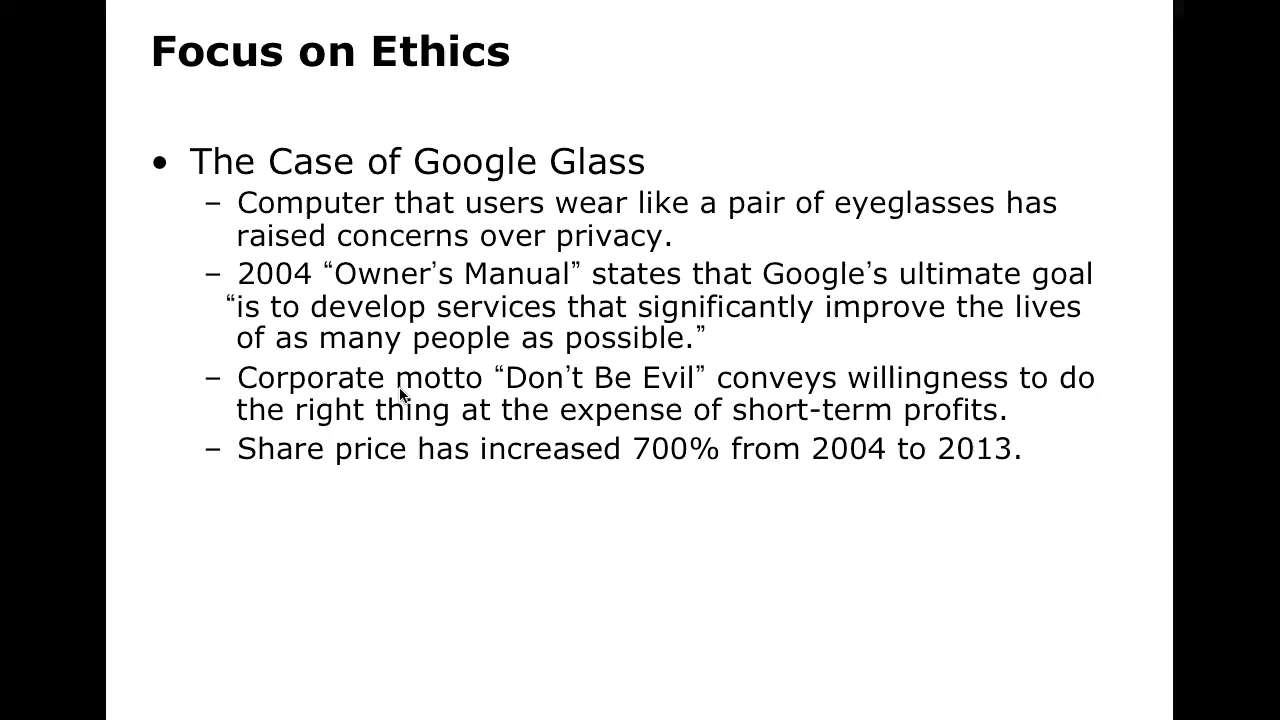 Focus on Ethics
• The Case of Google Glass
– Computer that users wear like a pair of eyeglasses has
raised concerns over privacy.
– 2004 “Owner’s Manual” states that Google’s ultimate goal
“is to develop services that significantly improve the lives
of as many people as possible.”
– Corporate motto “Don’t Be Evil” conveys willingness to do
the right thing at the expense of short-term profits.
– Share price has increased 700% from 2004 to 2013.